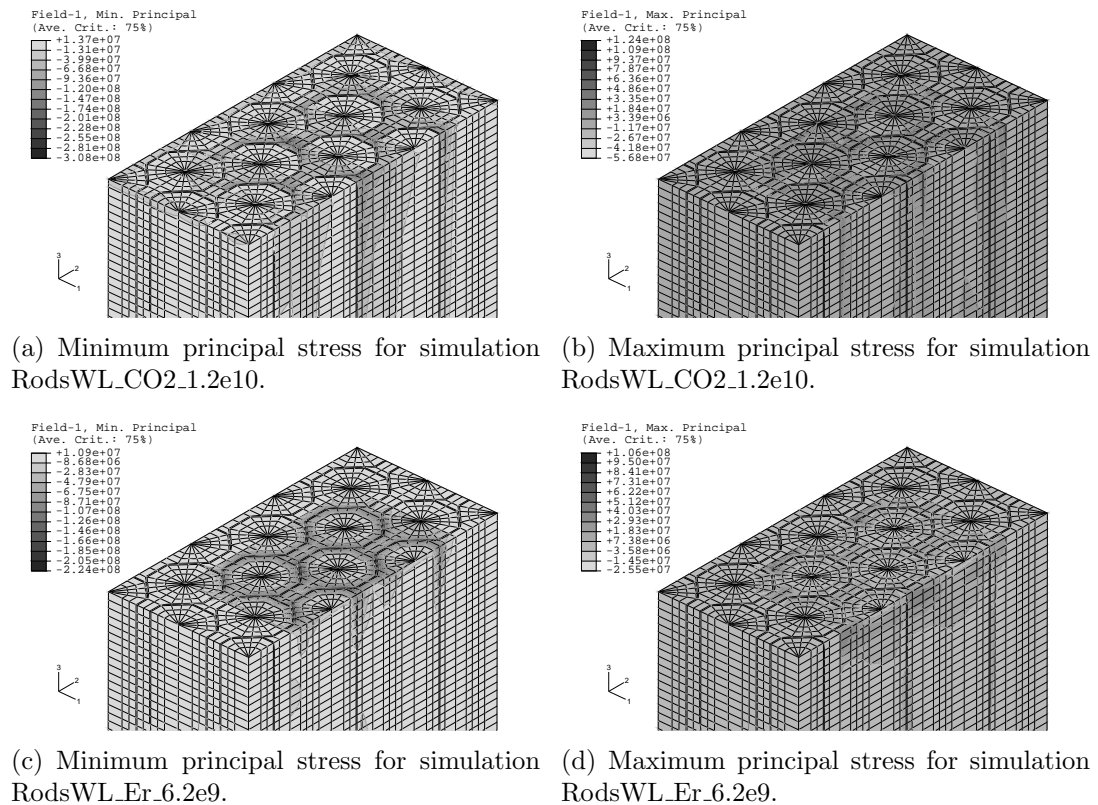 Field-1, Min. Principal
(Ave. Crit.: 75%)
+1.37e+07
-1.31e+07
-3.99e+07
-6.68e+07
-9.36e+07
-1.20e+08
-1.47e+08
-1.74e+08
-2.01e+08
-2.28e+08
-2.55e+08
-2.81e+08
-3.08e+08
3
2
1
(a) Minimum principal stress for simulation
RodsWL_CO2_1.2e10.
Field-1, Max. Principal
(Ave. Crit.: 75%)
+1.24e+08
+1.09e+08
+9.37e+07
+7.87e+07
+6.36e+07
+4.86e+07
+3.35e+07
+1.84e+07
+3.39e+06
-1.17e+07
-2.67e+07
-4.18e+07
-5.68e+07
3
2
1
(b) Maximum principal stress for simulation
RodsWL_CO2_1.2e10.
Field-1, Min. Principal
(Ave. Crit.: 75%)
+1.09e+07
-8.68e+06
-2.83e+07
-4.79e+07
-6.75e+07
-8.71e+07
-1.07e+08
-1.26e+08
-1.46e+08
-1.66e+08
-1.85e+08
-2.05e+08
-2.24e+08
3
2
1
(c) Minimum principal stress for simulation
RodsWL_Er_6.2e9.
Field-1, Max. Principal
(Ave. Crit.: 75%)
+1.06e+08
+9.50e+07
+8.41e+07
+7.31e+07
+6.22e+07
+5.12e+07
+4.03e+07
+2.93e+07
+1.83e+07
+7.38e+06
-3.58e+06
-1.45e+07
-2.55e+07
3
2
1
(d) Maximum principal stress for simulation
RodsWL_Er_6.2e9.